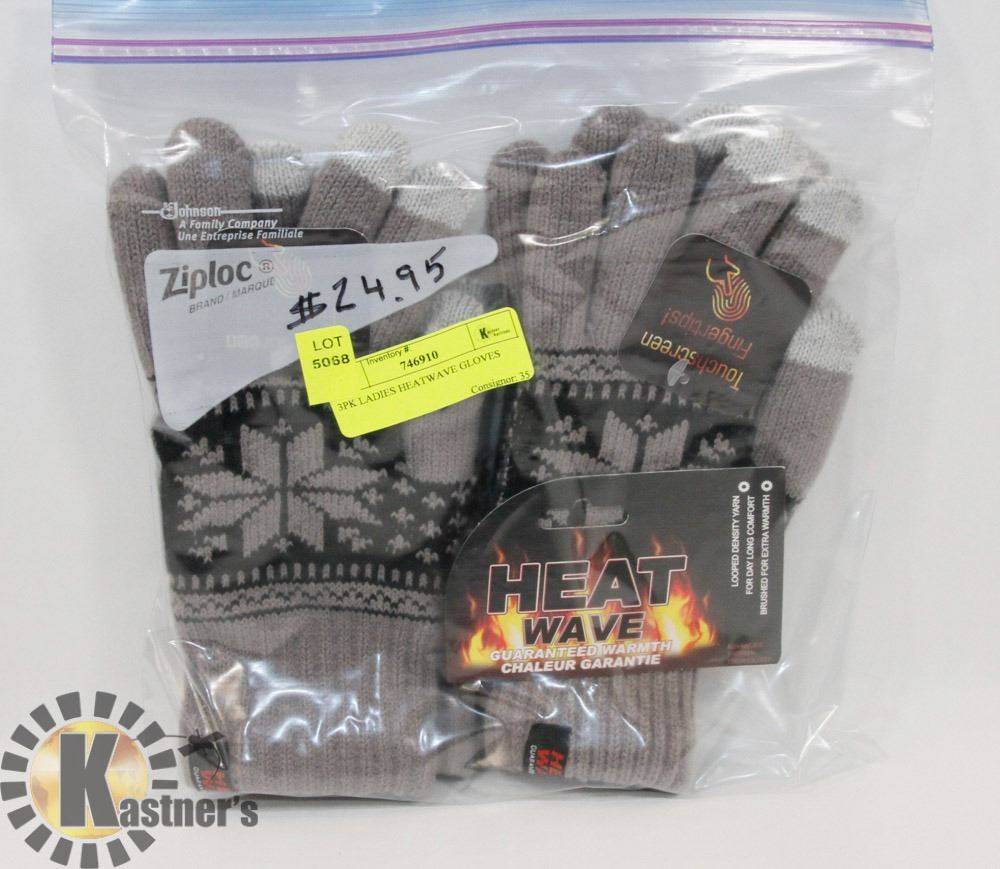 Johnson
A Family Company
Une Entreprise Familiale
Ziploc®
BRAND / MARQUE
$24.95
LOT
5068
Inventory #
746910
3PK LADIES HEATWAVE GLOVES
Consignor: 35
Touchscreen
Fingertips!
LOOPED DENSITY YARN
FOR DAY LONG COMFORT
BRUSHED FOR EXTRA WARMTH
HEAT
WAVE
GUARANTEED WARMTH
CHALEUR GARANTIE
Kastner's